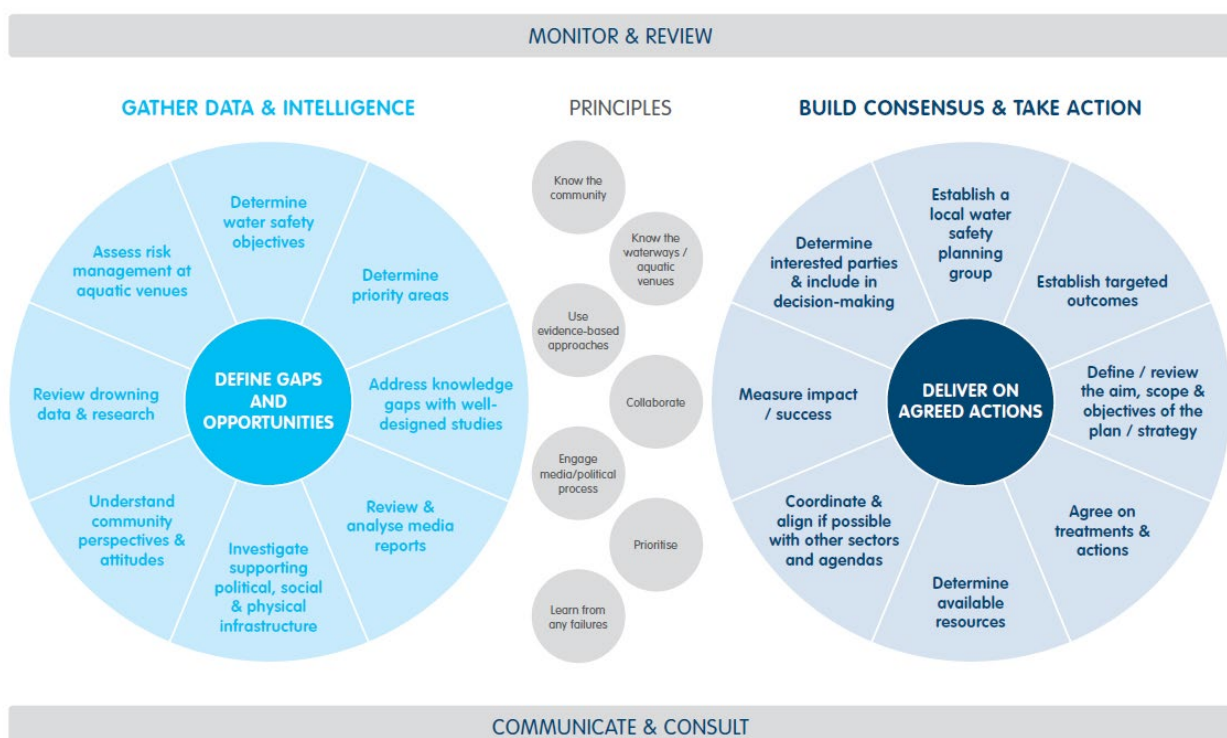 MONITOR & REVIEW
GATHER DATA & INTELLIGENCE
Determine
water safety
objectives
Determine
priority areas
Address knowledge
gaps with well-
designed studies
Review &
analyse media
reports
Investigate
supporting
political, social
& physical
infrastructure
Understand
community
perspectives &
attitudes
Review drowning
data & research
Assess risk
management at
aquatic venues
DEFINE GAPS
AND
OPPORTUNITIES
PRINCIPLES
Know the
community
Know the
waterways /
aquatic
venues
Use
evidence-based
approaches
Collaborate
Engage
media/political
process
Prioritise
Learn from
any failures
BUILD CONSENSUS & TAKE ACTION
Establish a
local water
safety
planning
group
Establish targeted
outcomes
Define / review
the aim, scope &
objectives of the
plan / strategy
Agree on
treatments &
actions
Determine
available
resources
Coordinate &
align if possible
with other sectors
and agendas
Measure impact
/ success
Determine
interested parties
& include in
decision-making
DELIVER ON
AGREED ACTIONS
COMMUNICATE & CONSULT